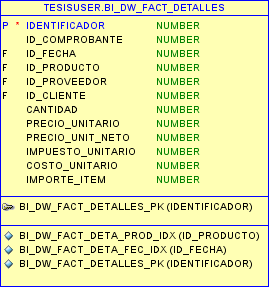 TESISUSER.BI_DW_FACT_DETALLES
P * IDENTIFICADOR NUMBER
ID_COMPROBANTE NUMBER
F ID_FECHA NUMBER
F ID_PRODUCTO NUMBER
F ID_PROVEEDOR NUMBER
F ID_CLIENTE NUMBER
CANTIDAD NUMBER
PRECIO_UNITARIO NUMBER
PRECIO_UNIT_NETO NUMBER
IMPUESTO_UNITARIO NUMBER
COSTO_UNITARIO NUMBER
IMPORTE_ITEM NUMBER
BI_DW_FACT_DETALLES_PK (IDENTIFICADOR)
BI_DW_FACT_DETA_PROD_IDX (ID_PRODUCTO)
BI_DW_FACT_DETA_FEC_IDX (ID_FECHA)
BI_DW_FACT_DETALLES_PK (IDENTIFICADOR)